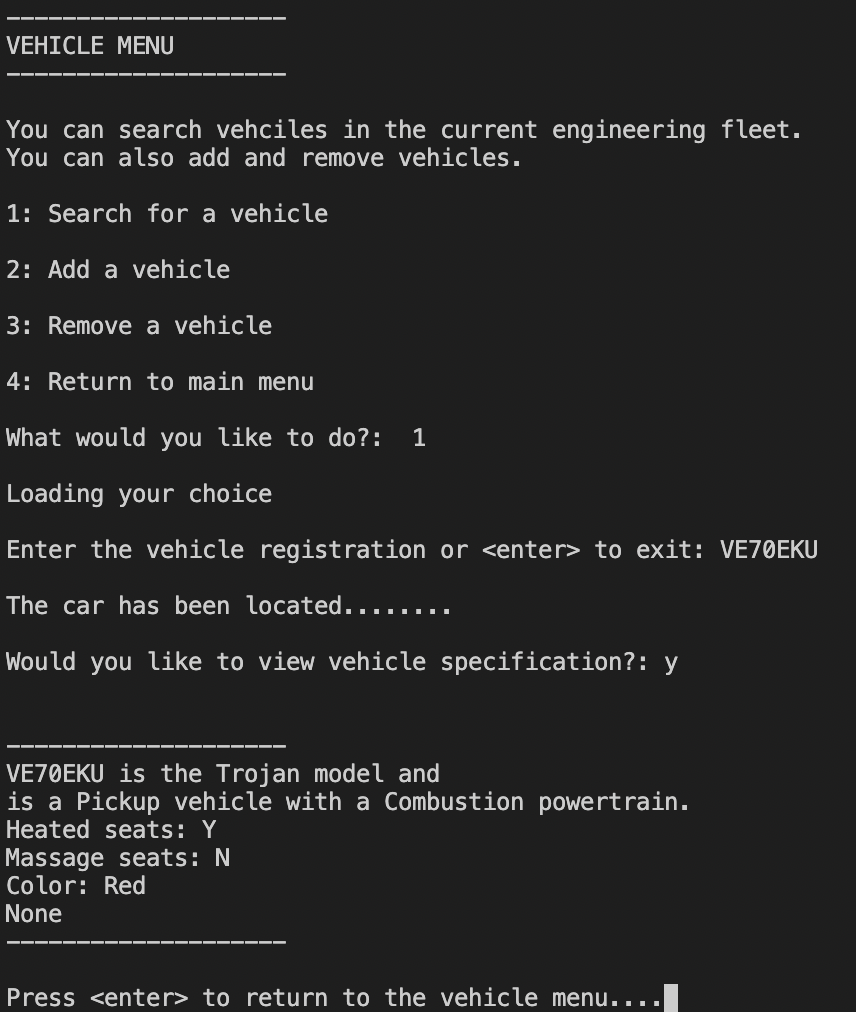 --------------------
VEHICLE MENU
--------------------
You can search vehciles in the current engineering fleet.
You can also add and remove vehicles.
1: Search for a vehicle
2: Add a vehicle
3: Remove a vehicle
4: Return to main menu
What would you like to do?:  1
Loading your choice
Enter the vehicle registration or <enter> to exit: VE70EKU
The car has been located........
Would you like to view vehicle specification?: y
--------------------
VE70EKU is the Trojan model and
is a Pickup vehicle with a Combustion powertrain.
Heated seats: Y
Massage seats: N
Color: Red
None
--------------------
Press <enter> to return to the vehicle menu....